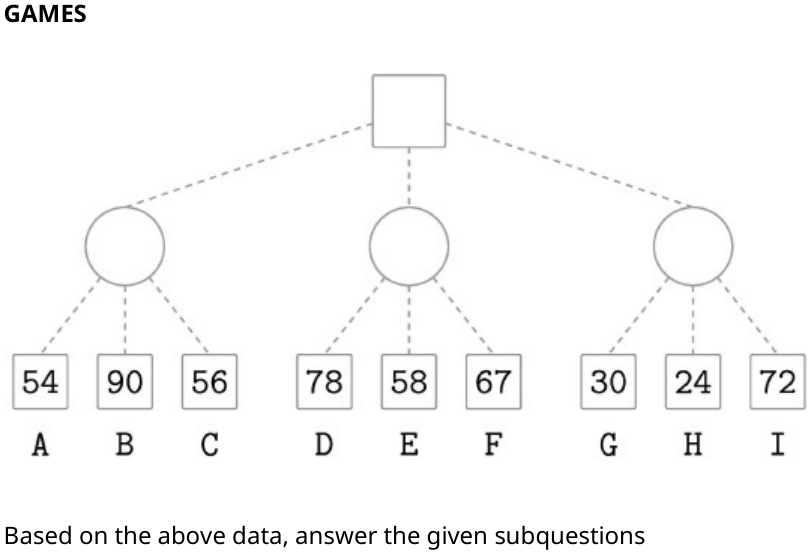 GAMES
54 90 56 78 58 67 30 24 72
A B C D E F G H I
Based on the above data, answer the given subquestions